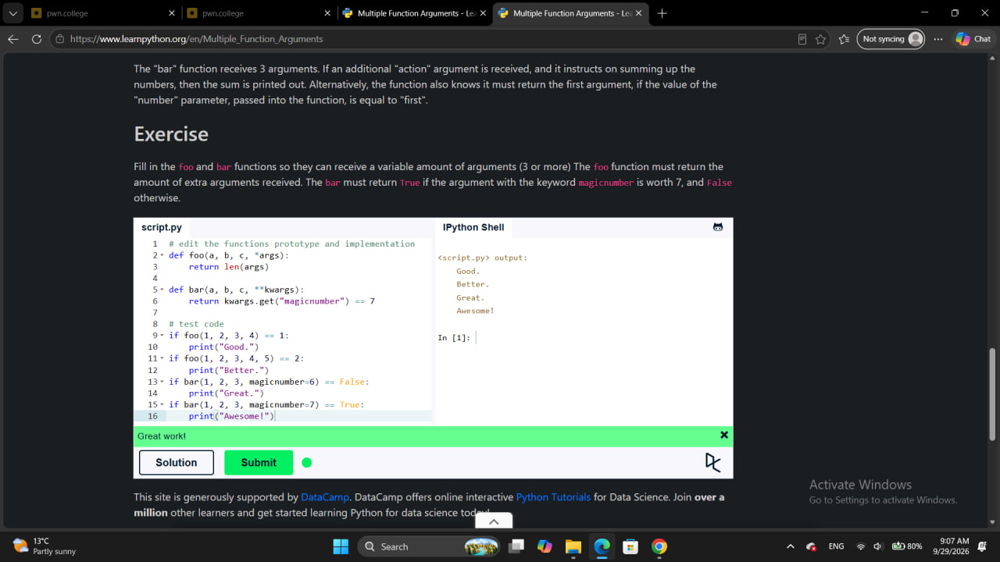 pwn.college
pwn.college
Multiple Function Arguments - Lea
Multiple Function Arguments - Lea
https://www.learnpython.org/en/Multiple_Function_Arguments
Not syncing
Chat
The "bar" function receives 3 arguments. If an additional "action" argument is received, and it instructs on summing up the
numbers, then the sum is printed out. Alternatively, the function also knows it must return the first argument, if the value of the
"number" parameter, passed into the function, is equal to "first".
Exercise
Fill in the foo and bar functions so they can receive a variable amount of arguments (3 or more) The foo function must return the
amount of extra arguments received. The bar must return True if the argument with the keyword magicnumber is worth 7, and False
otherwise.
script.py
1 # edit the functions prototype and implementation
2 def foo(a, b, c, *args):
3 return len(args)
4
5 def bar(a, b, c, **kwargs):
6 return kwargs.get("magicnumber") == 7
7
8 # test code
9 if foo(1, 2, 3, 4) == 1:
10 print("Good.")
11 if foo(1, 2, 3, 4, 5) == 2:
12 print("Better.")
13 if bar(1, 2, 3, magicnumber=6) == False:
14 print("Great.")
15 if bar(1, 2, 3, magicnumber=7) == True:
16 print("Awesome!")
IPython Shell
<script.py> output:
Good.
Better.
Great.
Awesome!
In [1]:
Great work!
Solution
Submit
This site is generously supported by DataCamp. DataCamp offers online interactive Python Tutorials for Data Science. Join over a
million other learners and get started learning Python for data science today!
Activate Windows
Go to Settings to activate Windows.
13°C
Partly sunny
Search
ENG
80%
9:07 AM
9/29/2026